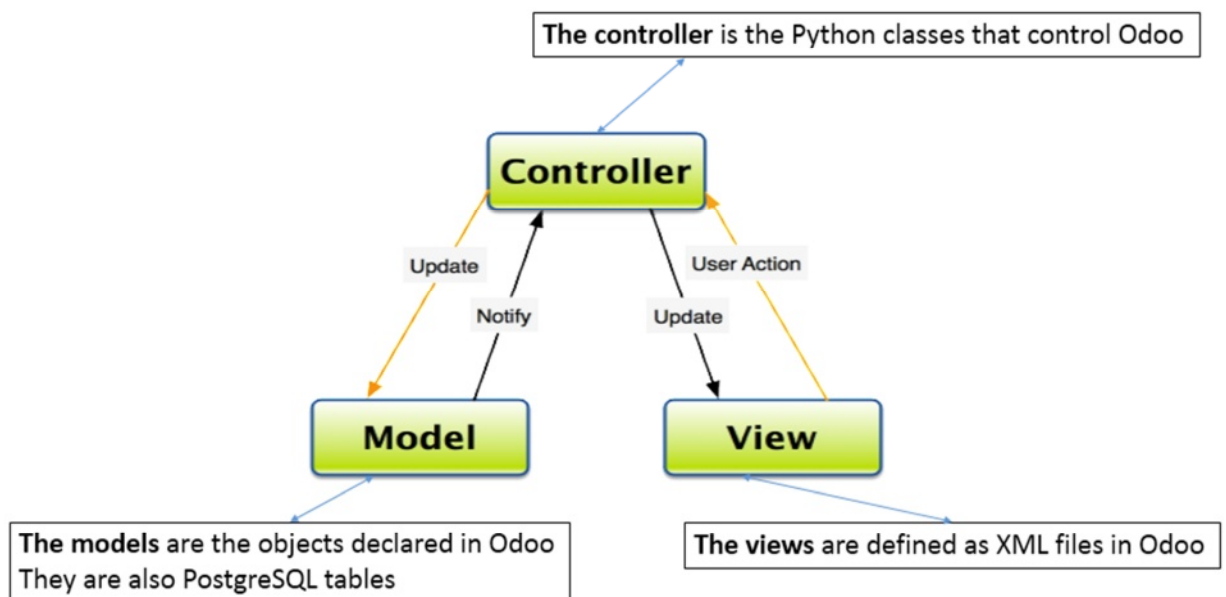 The controller is the Python classes that control Odoo
Controller
Update
User Action
Notify
Update
Model
View
The models are the objects declared in Odoo
They are also PostgreSQL tables
The views are defined as XML files in Odoo